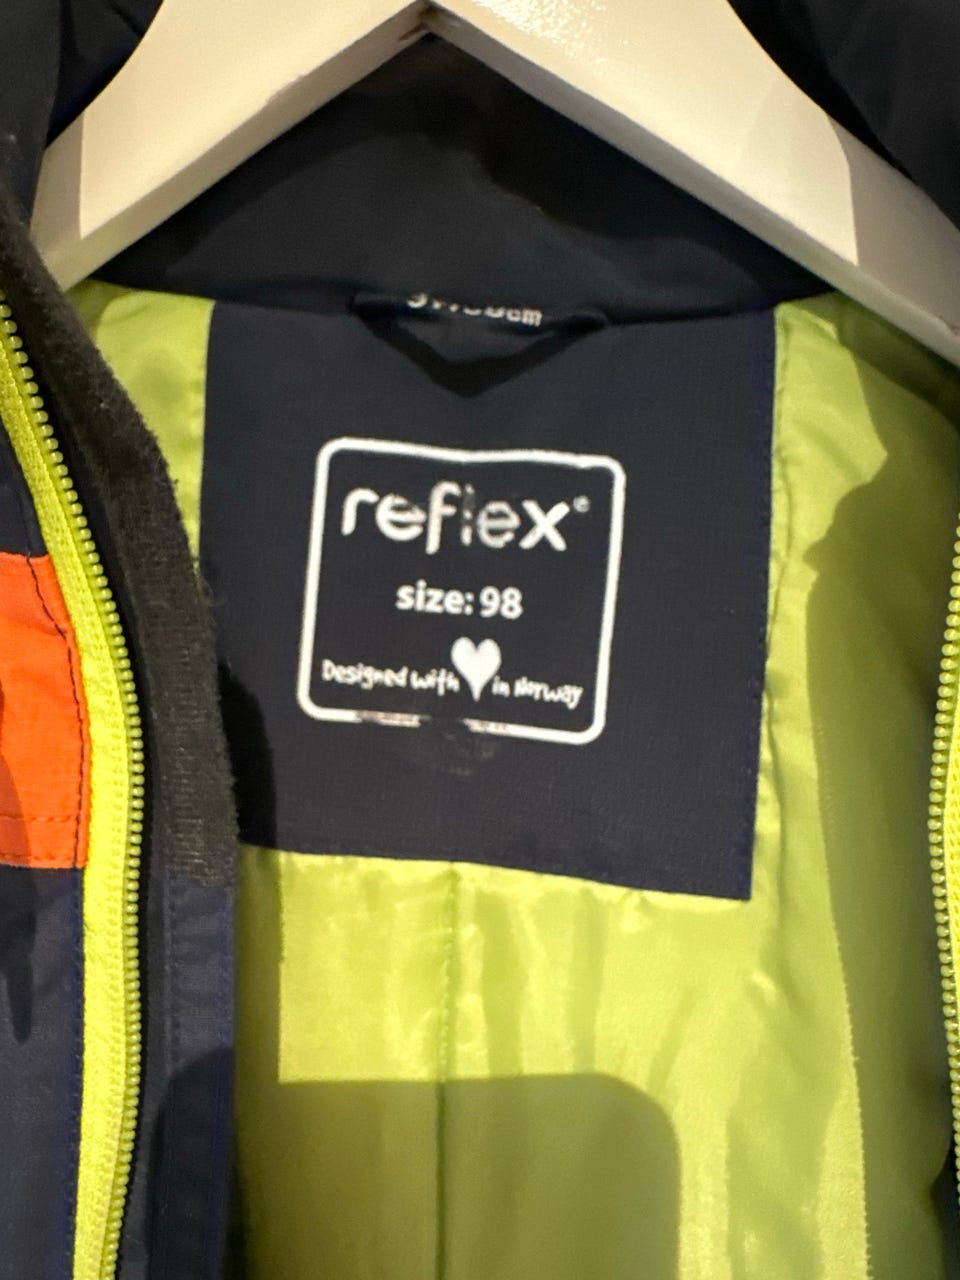 reflex®
size: 98
Designed with in Norway